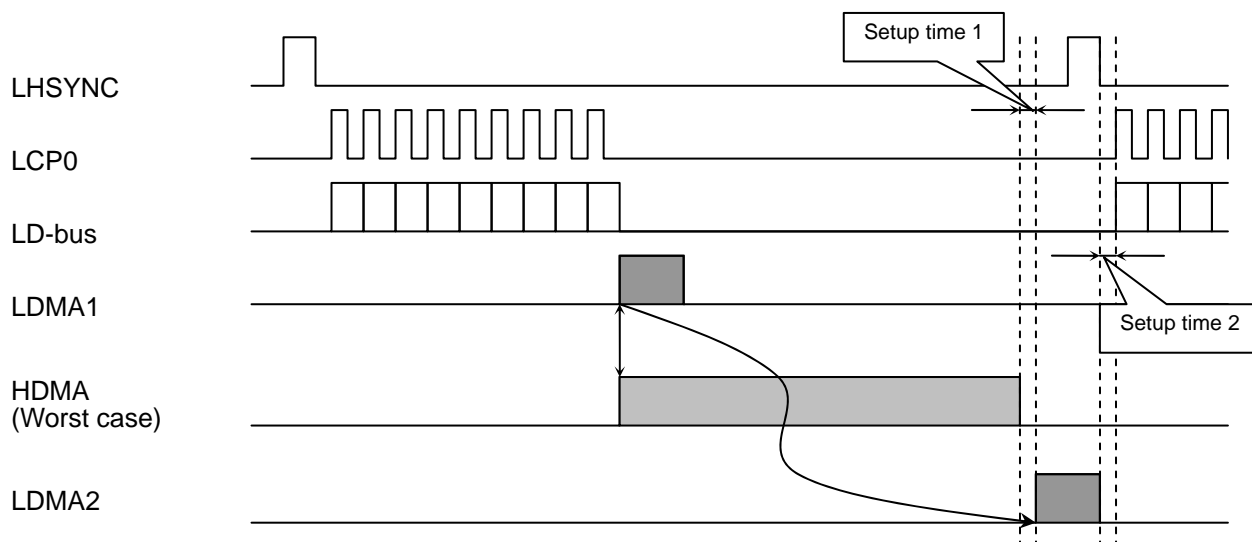 Setup time 1
LHSYNC
LCP0
LD-bus
LDMA1
Setup time 2
HDMA
(Worst case)
LDMA2